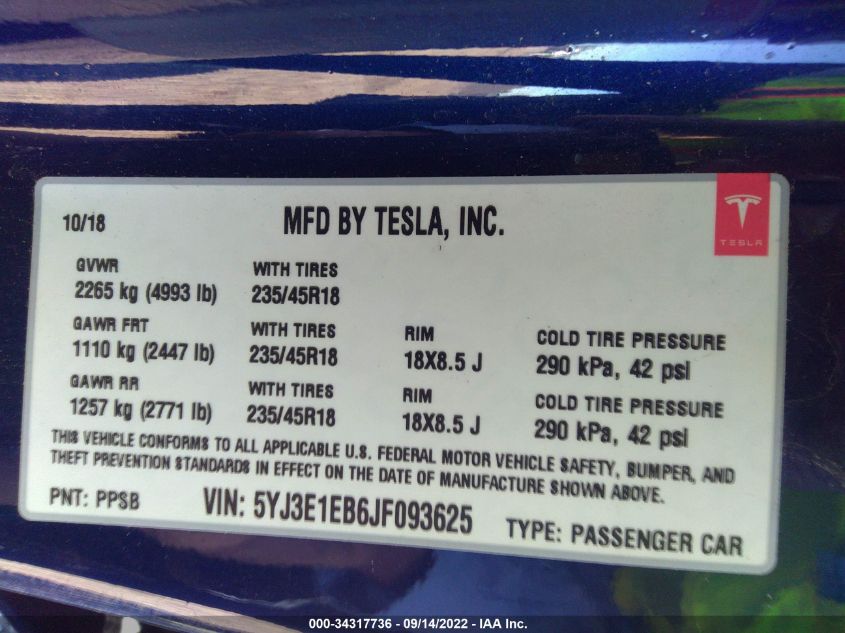 10/18
MFD BY TESLA, INC.
TESLA
GVWR
2265 kg (4993 lb)
WITH TIRES
235/45R18
GAWR FRT
1110 kg (2447 lb)
WITH TIRES
235/45R18
RIM
18X8.5 J
COLD TIRE PRESSURE
290 kPa, 42 psi
GAWR RR
1257 kg (2771 lb)
WITH TIRES
235/45R18
RIM
18X8.5 J
COLD TIRE PRESSURE
290 kPa, 42 psi
THIS VEHICLE CONFORMS TO ALL APPLICABLE U.S. FEDERAL MOTOR VEHICLE SAFETY, BUMPER, AND
THEFT PREVENTION STANDARDS IN EFFECT ON THE DATE OF MANUFACTURE SHOWN ABOVE.
PNT: PPSB
VIN: 5YJ3E1EB6JF093625
TYPE: PASSENGER CAR
000-34317736 - 09/14/2022 - IAA Inc.